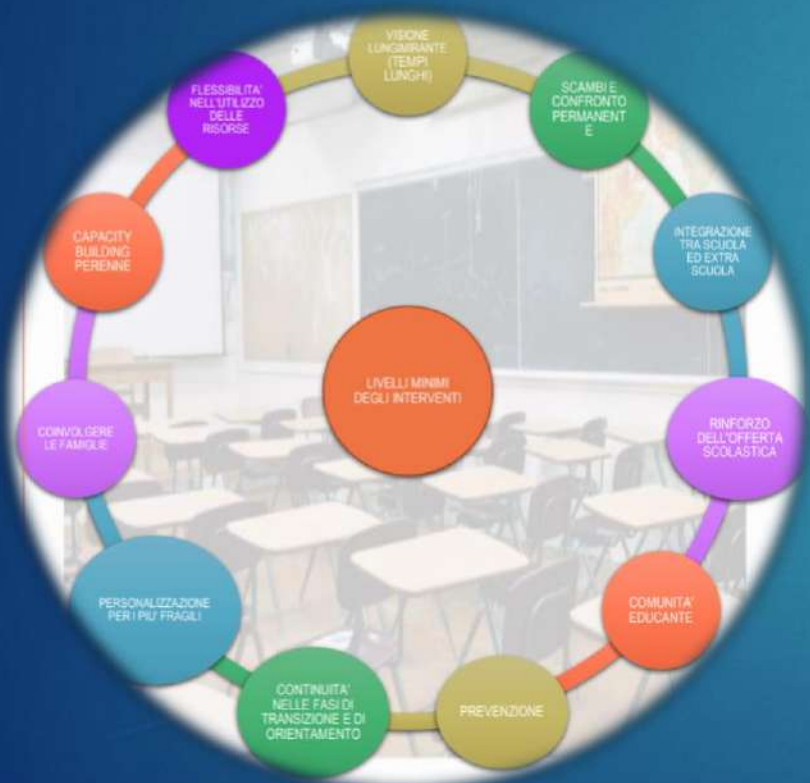 VISIONE
LUNGIMIRANTE
(TEMPI
LUNGHI)
SCAMBI E
CONFRONTO
PERMANENT
E
INTEGRAZIONE
TRA SCUOLA
ED EXTRA
SCUOLA
RINFORZO
DELL'OFFERTA
SCOLASTICA
COMUNITA'
EDUCANTE
PREVENZIONE
CONTINUITA'
NELLE FASI DI
TRANSIZIONE E DI
ORIENTAMENTO
PERSONALIZZAZIONE
PER I PIU' FRAGILI
COINVOLGERE
LE FAMIGLIE
CAPACITY
BUILDING
PERENNE
FLESSIBILITA'
NELL'UTILIZZO
DELLE
RISORSE
LIVELLI MINIMI
DEGLI INTERVENTI